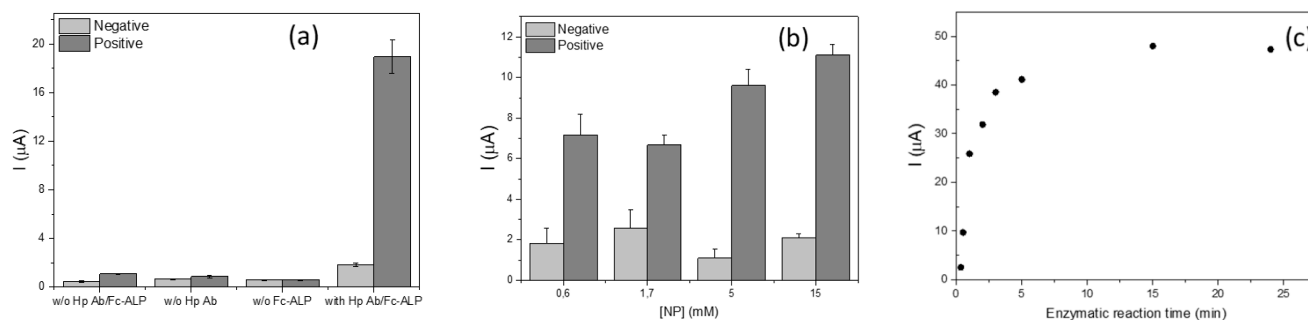 Negative
Positive
(a)
20
16
12
8
4
0
I (μA)
w/o Hp Ab/Fc-ALP
w/o Hp Ab
w/o Fc-ALP
with Hp Ab/Fc-ALP
Negative
Positive
(b)
12
10
8
6
4
2
0
I (μA)
0,6
1,7
5
15
[NP] (mM)
(c)
50
40
30
20
10
0
I (μA)
0
5
10
15
20
25
Enzymatic reaction time (min)